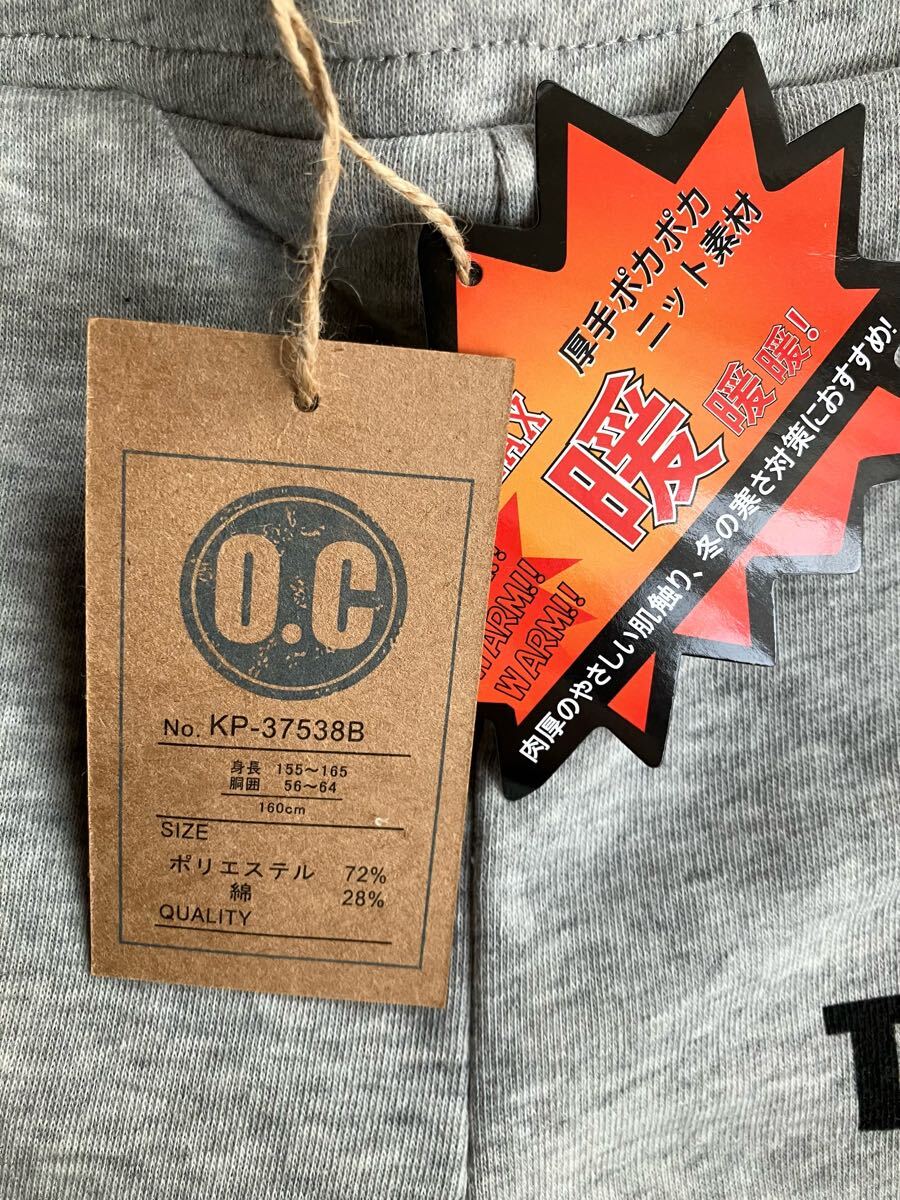 O.C
No. KP-37538B
身長 155～165
胴囲 56～64
160cm
SIZE
ポリエステル 72%
綿 28%
QUALITY
厚手ポカポカ
ニット素材
暖暖暖!
WARM!!
WARM!!
肉厚のやさしい肌触り、冬の寒さ対策におすすめ!